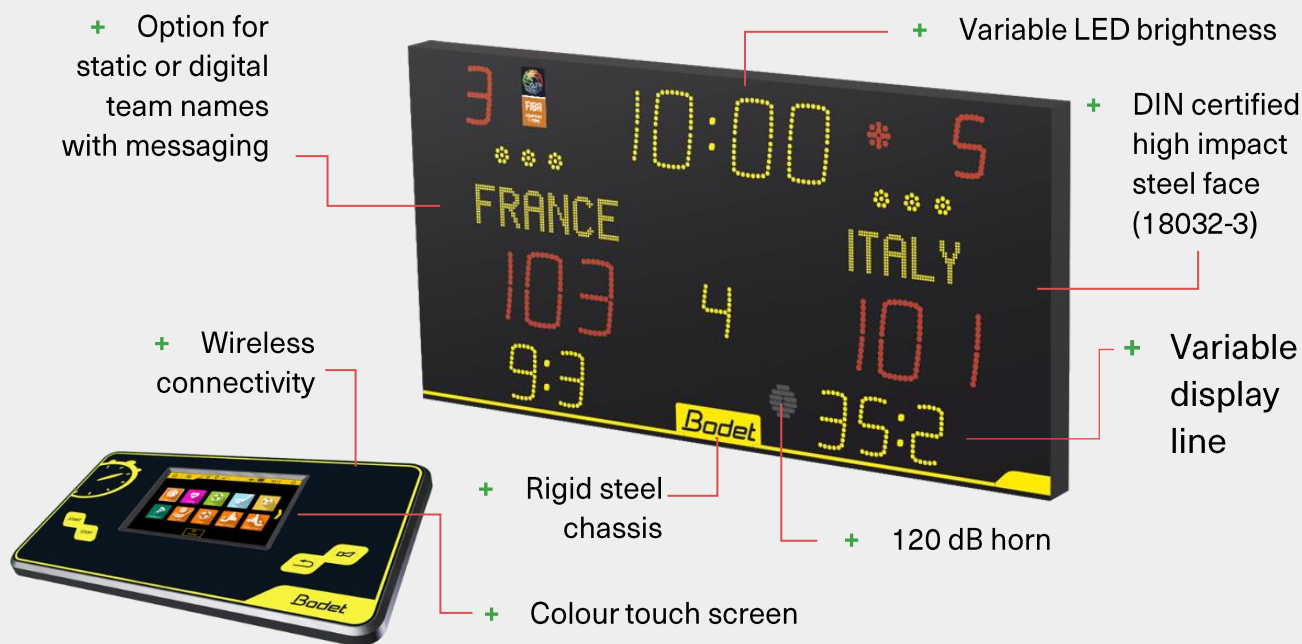 + Option for
static or digital
team names
with messaging
+ Variable LED brightness
+ DIN certified
high impact
steel face
(18032-3)
3
FIBA
10:00
5
FRANCE
ITALY
103
4
101
9:3
35:2
Bodet
+ Variable
display
line
+ Wireless
connectivity
+ Rigid steel
chassis
+ 120 dB horn
START
STOP
Bodet
+ Colour touch screen